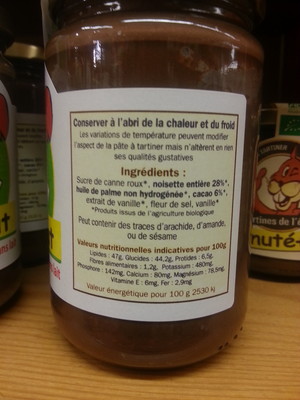 Conserver à l'abri de la chaleur et du froid
Les variations de température peuvent modifier
l'aspect de la pâte à tartiner mais n'altèrent en rien
ses qualités gustatives
Ingrédients :
Sucre de canne roux*, noisette entière 28%*,
huile de palme non hydrogénée*, cacao 6%*,
extrait de vanille*, fleur de sel, vanille*
*Produits issus de l'agriculture biologique
Peut contenir des traces d'arachide, d'amande,
ou de sésame
Valeurs nutritionnelles indicatives pour 100g
Lipides : 47g, Glucides : 44,2g, Protides : 6,5g,
Fibres alimentaires : 1,2g, Potassium : 480mg,
Phosphore : 142mg, Calcium : 80mg, Magnésium : 78,5mg,
Vitamine E : 6mg, Fer : 2,9mg
Valeur énergétique pour 100 g 2530 kj
TARTINER
rtines de l'a
nuté